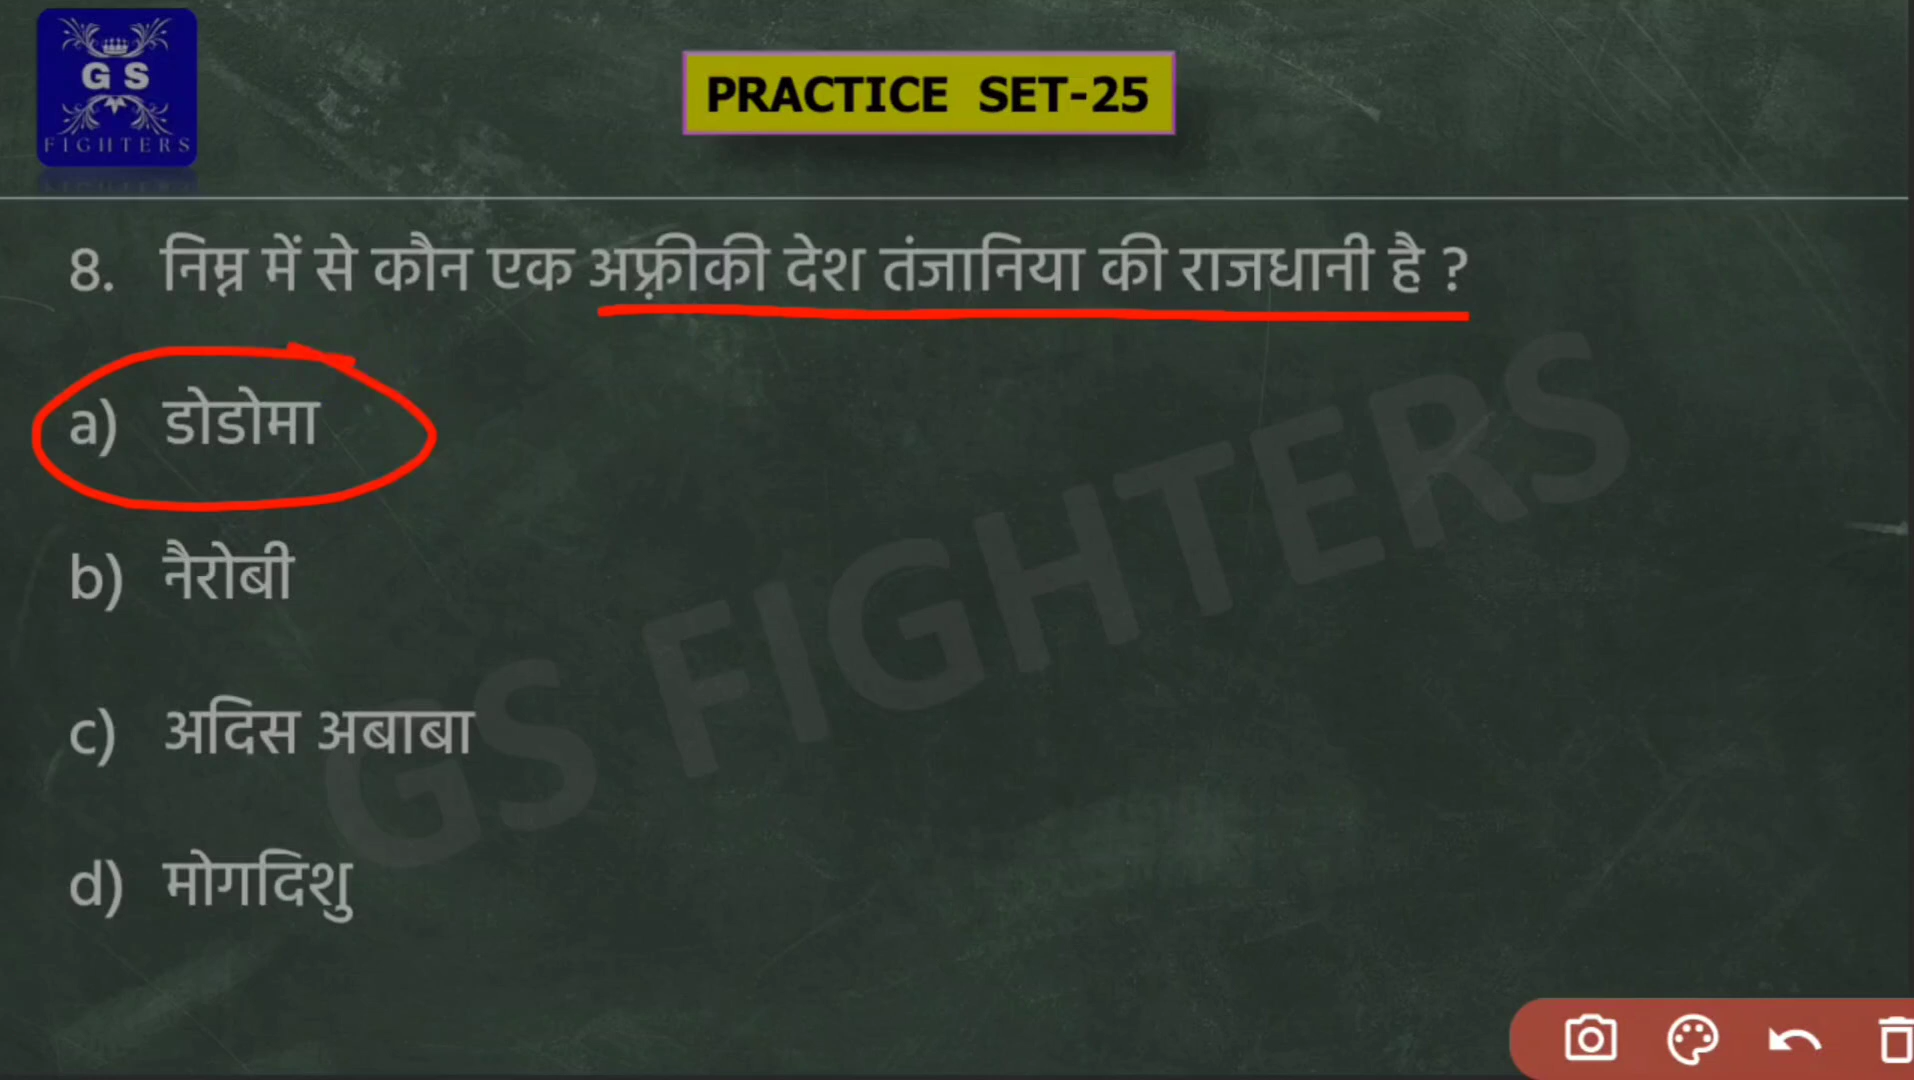 G S
FIGHTERS
PRACTICE SET-25
8. निम्न में से कौन एक अफ़्रीकी देश तंजानिया की राजधानी है ?
a) डोडोमा
b) नैरोबी
c) अदिस अबाबा
d) मोगदिशु
GS FIGHTERS